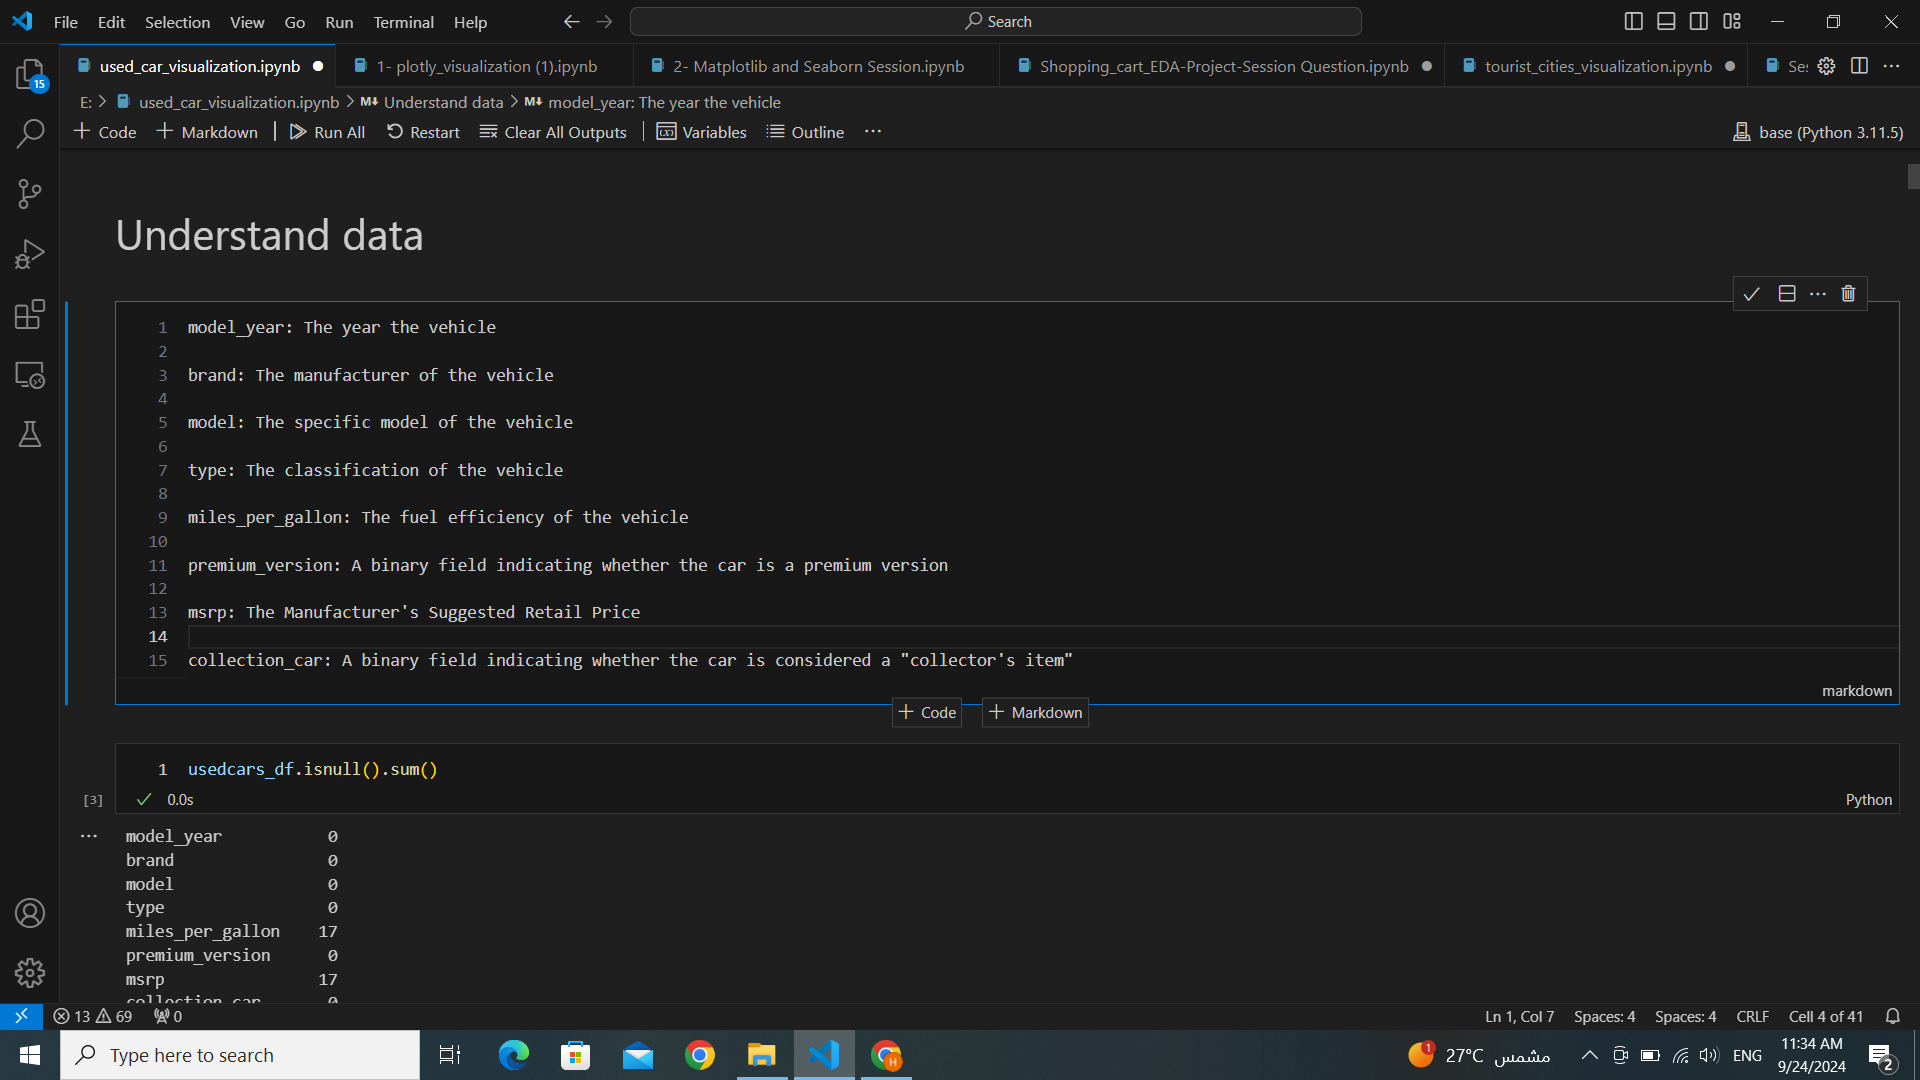 File Edit Selection View Go Run Terminal Help Search
15
used_car_visualization.ipynb 1- plotly_visualization (1).ipynb 2- Matplotlib and Seaborn Session.ipynb Shopping_cart_EDA-Project-Session Question.ipynb tourist_cities_visualization.ipynb Ses
E: > used_car_visualization.ipynb > M↓ Understand data > M↓ model_year: The year the vehicle
+ Code + Markdown Run All Restart Clear All Outputs Variables Outline ... base (Python 3.11.5)
Understand data
1 model_year: The year the vehicle
2
3 brand: The manufacturer of the vehicle
4
5 model: The specific model of the vehicle
6
7 type: The classification of the vehicle
8
9 miles_per_gallon: The fuel efficiency of the vehicle
10
11 premium_version: A binary field indicating whether the car is a premium version
12
13 msrp: The Manufacturer's Suggested Retail Price
14
15 collection_car: A binary field indicating whether the car is considered a "collector's item"
markdown
+ Code + Markdown
1 usedcars_df.isnull().sum()
[3] 0.0s Python
model_year 0
brand 0
model 0
type 0
miles_per_gallon 17
premium_version 0
msrp 17
collection_car 0
13 69 0 Ln 1, Col 7 Spaces: 4 Spaces: 4 CRLF Cell 4 of 41
Type here to search 1 27°C مشمس ENG 11:34 AM
9/24/2024 2